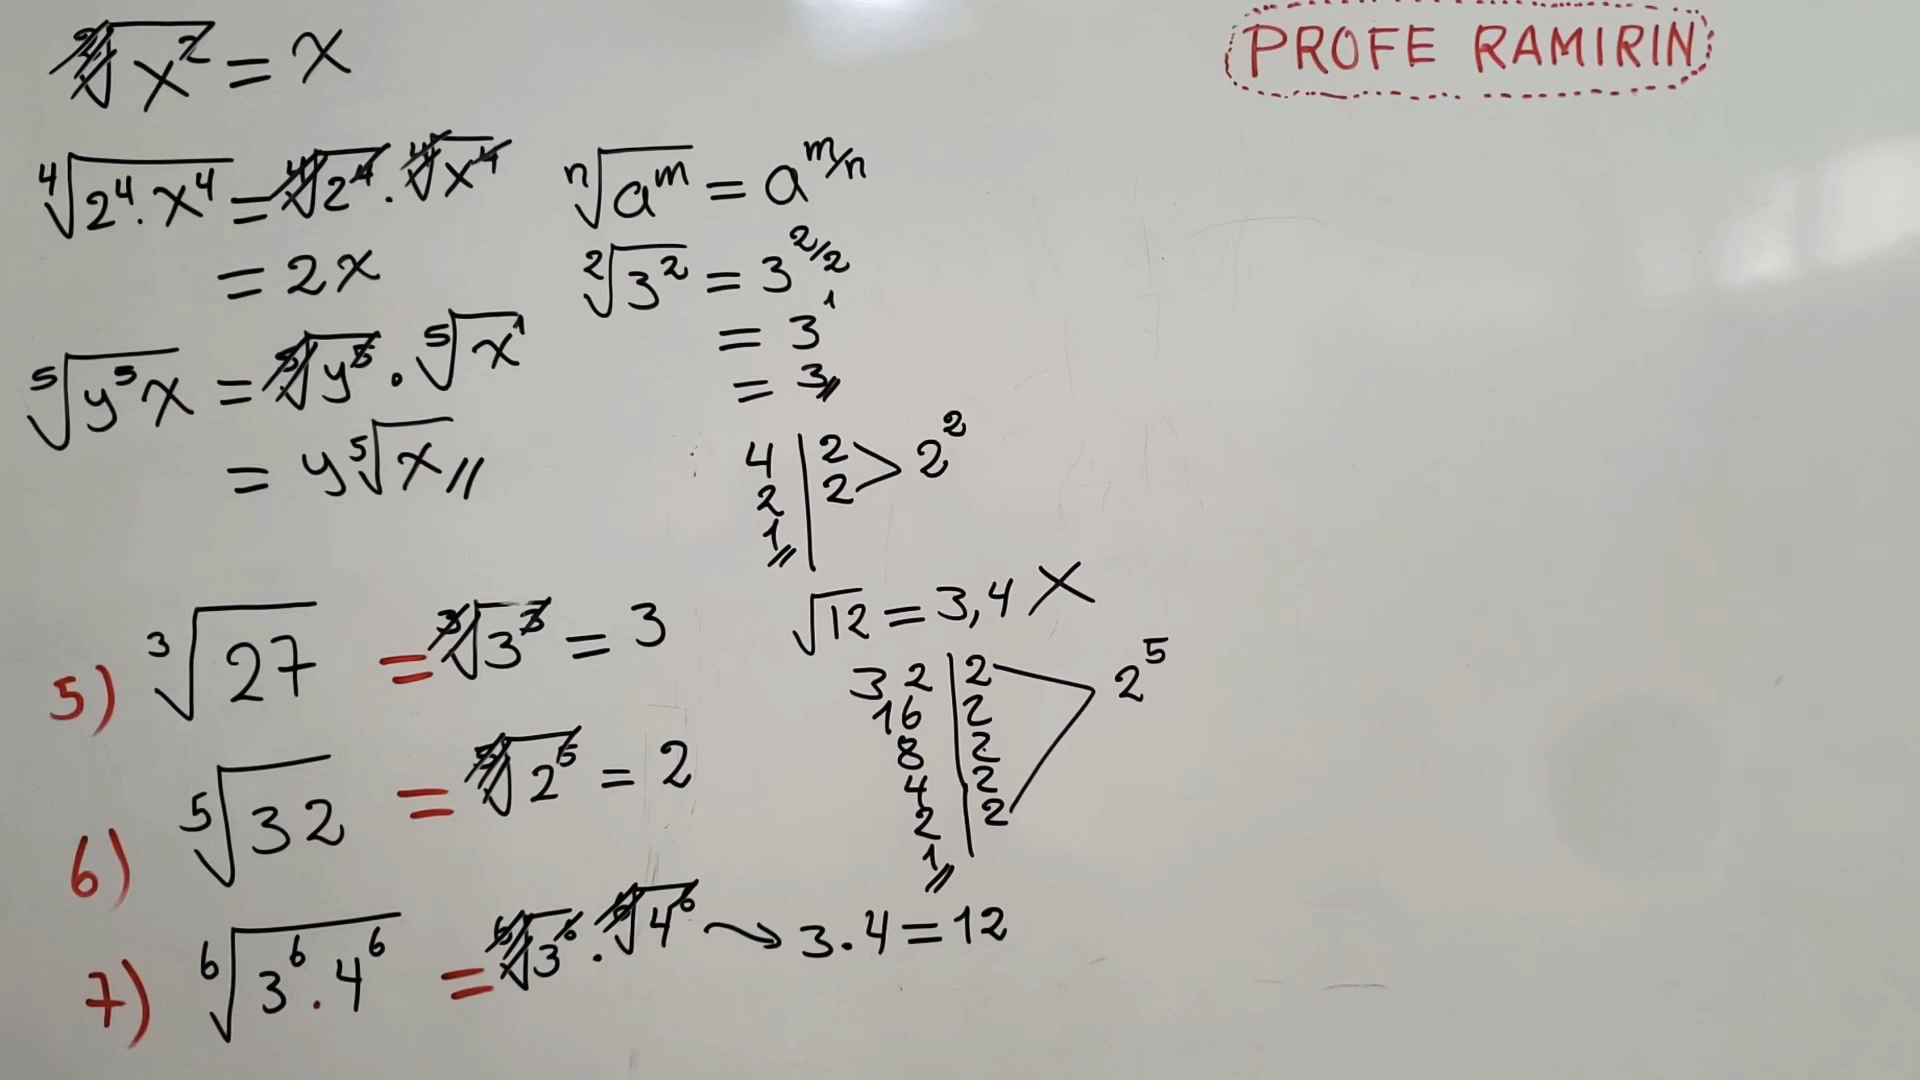 PROFE RAMIRIN
²√x² = x
⁴√2⁴·x⁴ = ⁴√2⁴ · ⁴√x⁴
= 2x
⁵√y⁵x = ⁵√y⁵ · ⁵√x¹
= y⁵√x //
ⁿ√aᵐ = a^m/n
²√3² = 3^2/2
= 3¹
= 3 //
4 | 2
2 | 2 > 2²
1 //
5) ³√27 = ³√3³ = 3
√12 = 3,4 X
32 | 2
16 | 2
8 | 2
4 | 2
2 | 2
1 //
2⁵
6) ⁵√32 = ⁵√2⁵ = 2
7) ⁶√3⁶·4⁶ = ⁶√3⁶ · ⁶√4⁶ → 3·4 = 12